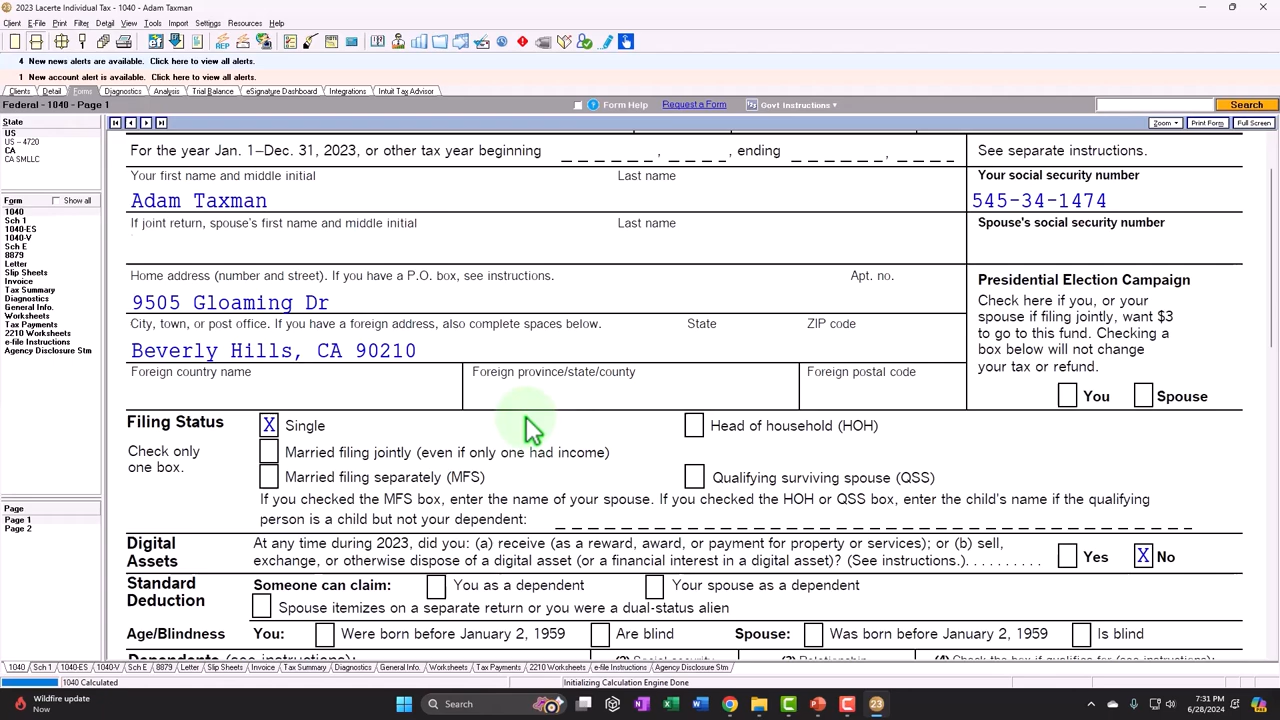 2023 Lacerte Individual Tax - 1040 - Adam Taxman
Client E-File Print Filter Detail View Tools Import Settings Resources Help
4 New news alerts are available. Click here to view all alerts.
1 New account alert is available. Click here to view all alerts.
Clients Detail Forms Diagnostics Analysis Trial Balance eSignature Dashboard Integrations Intuit Tax Advisor
Federal - 1040 - Page 1 Form Help Request a Form Govt Instructions Search
State
US
US – 4720
CA
CA SMLLC
Form Show all
1040
Sch 1
1040-ES
1040-V
Sch E
8879
Letter
Slip Sheets
Invoice
Tax Summary
Diagnostics
General Info.
Worksheets
Tax Payments
2210 Worksheets
e-file Instructions
Agency Disclosure Stm
Page
Page 1
Page 2
Zoom Print Form Full Screen
For the year Jan. 1–Dec. 31, 2023, or other tax year beginning , , ending , See separate instructions.
Your first name and middle initial Last name Your social security number
Adam Taxman 545-34-1474
If joint return, spouse's first name and middle initial Last name Spouse's social security number
Home address (number and street). If you have a P.O. box, see instructions. Apt. no.
9505 Gloaming Dr
City, town, or post office. If you have a foreign address, also complete spaces below. State ZIP code
Beverly Hills, CA 90210
Foreign country name Foreign province/state/county Foreign postal code
Presidential Election Campaign
Check here if you, or your
spouse if filing jointly, want $3
to go to this fund. Checking a
box below will not change
your tax or refund.
You Spouse
Filing Status X Single Head of household (HOH)
Check only
one box.
Married filing jointly (even if only one had income)
Married filing separately (MFS) Qualifying surviving spouse (QSS)
If you checked the MFS box, enter the name of your spouse. If you checked the HOH or QSS box, enter the child's name if the qualifying
person is a child but not your dependent:
Digital
Assets
At any time during 2023, did you: (a) receive (as a reward, award, or payment for property or services); or (b) sell,
exchange, or otherwise dispose of a digital asset (or a financial interest in a digital asset)? (See instructions.) . . . . . . . . . . Yes X No
Standard
Deduction
Someone can claim: You as a dependent Your spouse as a dependent
Spouse itemizes on a separate return or you were a dual-status alien
Age/Blindness You: Were born before January 2, 1959 Are blind Spouse: Was born before January 2, 1959 Is blind
Dependents (see instructions): (2) Social security (3) Relationship (4) Check the box if qualifies for (see instructions):
1040 Sch 1 1040-ES 1040-V Sch E 8879 Letter Slip Sheets Invoice Tax Summary Diagnostics General Info. Worksheets Tax Payments 2210 Worksheets e-file Instructions Agency Disclosure Stm
1040 Calculated Initializing Calculation Engine Done
Wildfire update
Now
Search
7:31 PM
6/28/2024